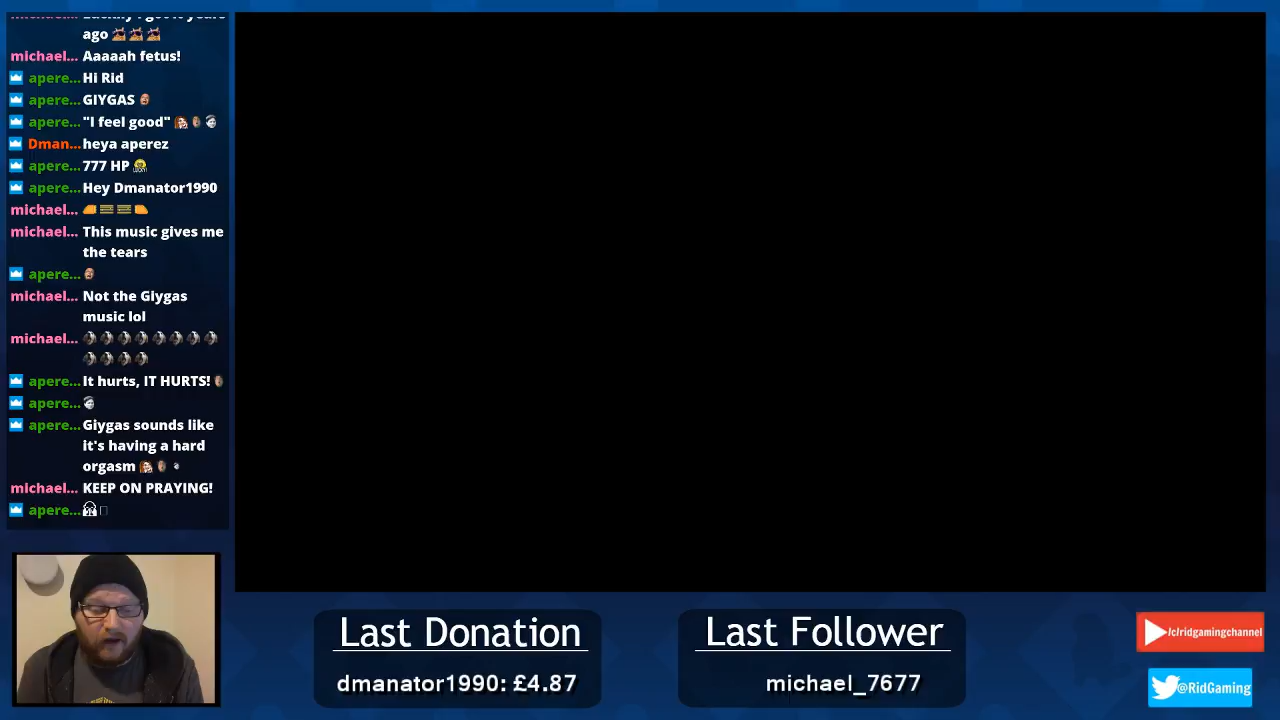 ago
michael... Aaaaah fetus!
apere... Hi Rid
apere... GIYGAS
apere... "I feel good"
Dman... heya aperez
apere... 777 HP
apere... Hey Dmanator1990
michael...
michael... This music gives me
the tears
apere...
michael... Not the Giygas
music lol
michael...
apere... It hurts, IT HURTS!
apere...
apere... Giygas sounds like
it's having a hard
orgasm
michael... KEEP ON PRAYING!
apere...
Last Donation
dmanator1990: £4.87
Last Follower
michael_7677
/c/ridgamingchannel
@RidGaming